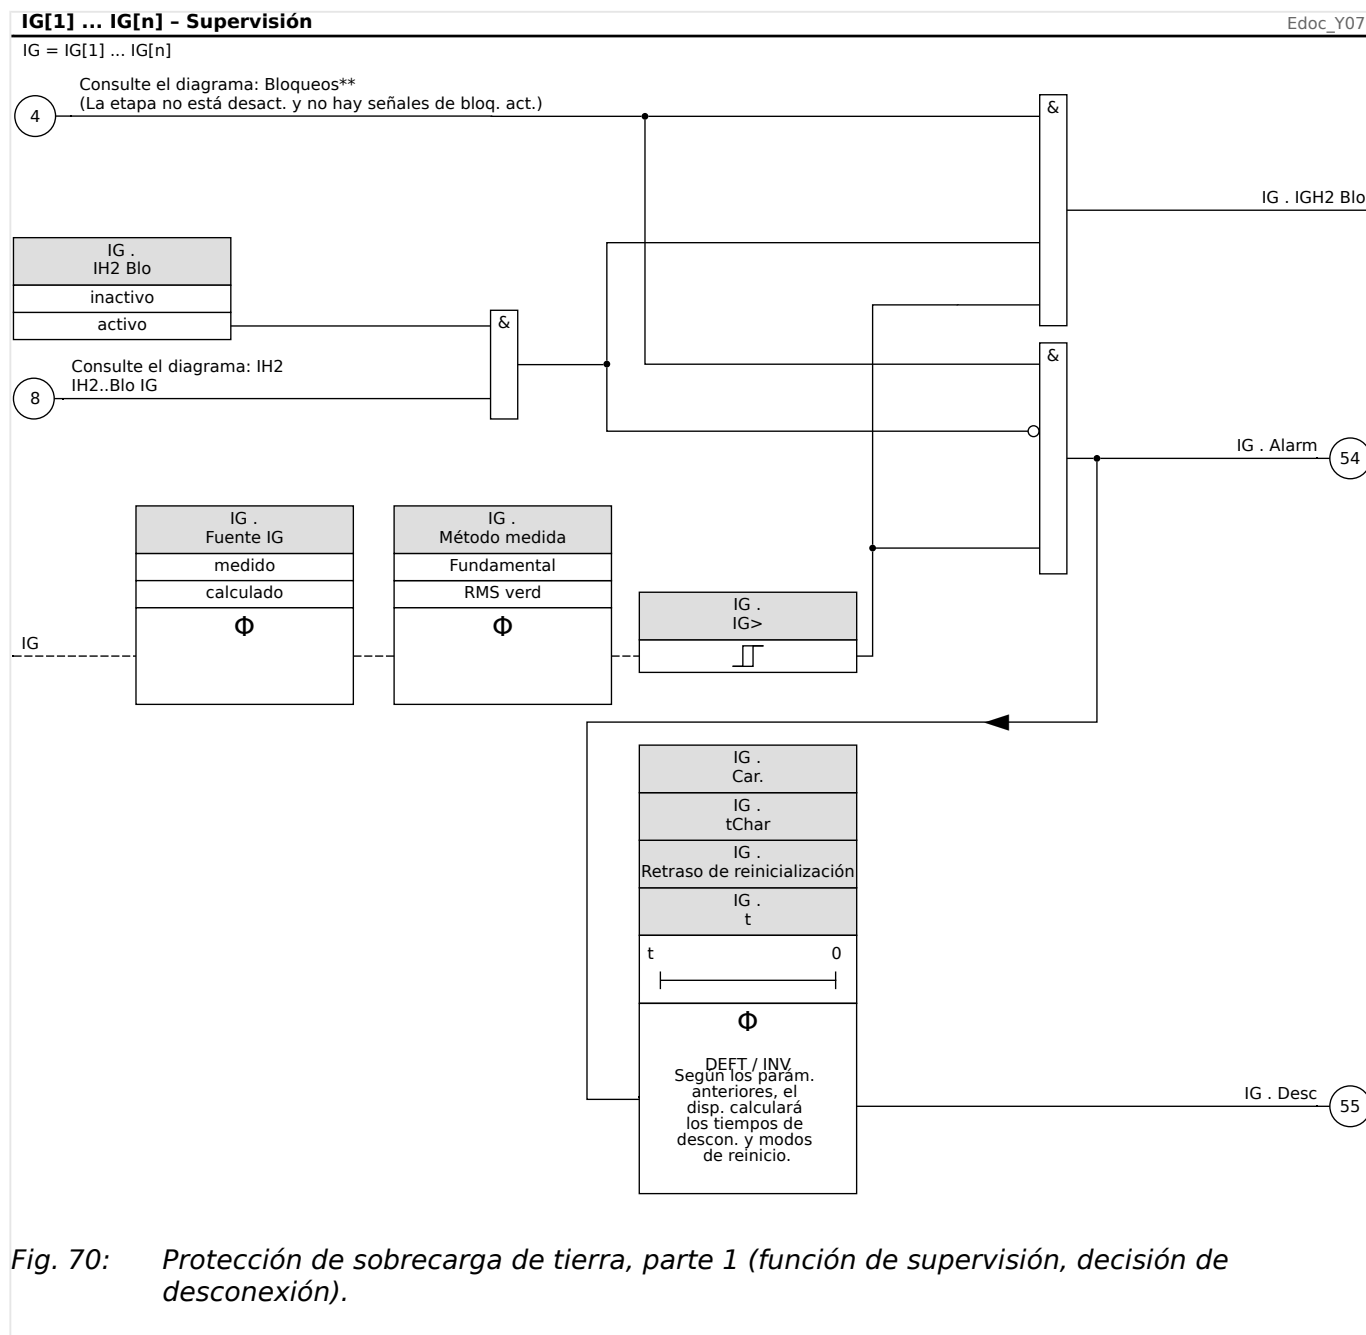 IG[1] ... IG[n] – Supervisión
Edoc_Y07
IG = IG[1] ... IG[n]
Consulte el diagrama: Bloqueos**
(La etapa no está desact. y no hay señales de bloq. act.)
4
&
IG . IGH2 Blo
IG .
IH2 Blo
inactivo
activo
&
Consulte el diagrama: IH2
IH2..Blo IG
8
&
IG . Alarm
54
IG .
Fuente IG
medido
calculado
Φ
IG .
Método medida
Fundamental
RMS verd
Φ
IG .
IG>
IG
IG .
Car.
IG .
tChar
IG .
Retraso de reinicialización
IG .
t
t 0
Φ
DEFT / INV
Según los parám.
anteriores, el
disp. calculará
los tiempos de
descon. y modos
de reinicio.
IG . Desc
55
Fig. 70: Protección de sobrecarga de tierra, parte 1 (función de supervisión, decisión de
desconexión).